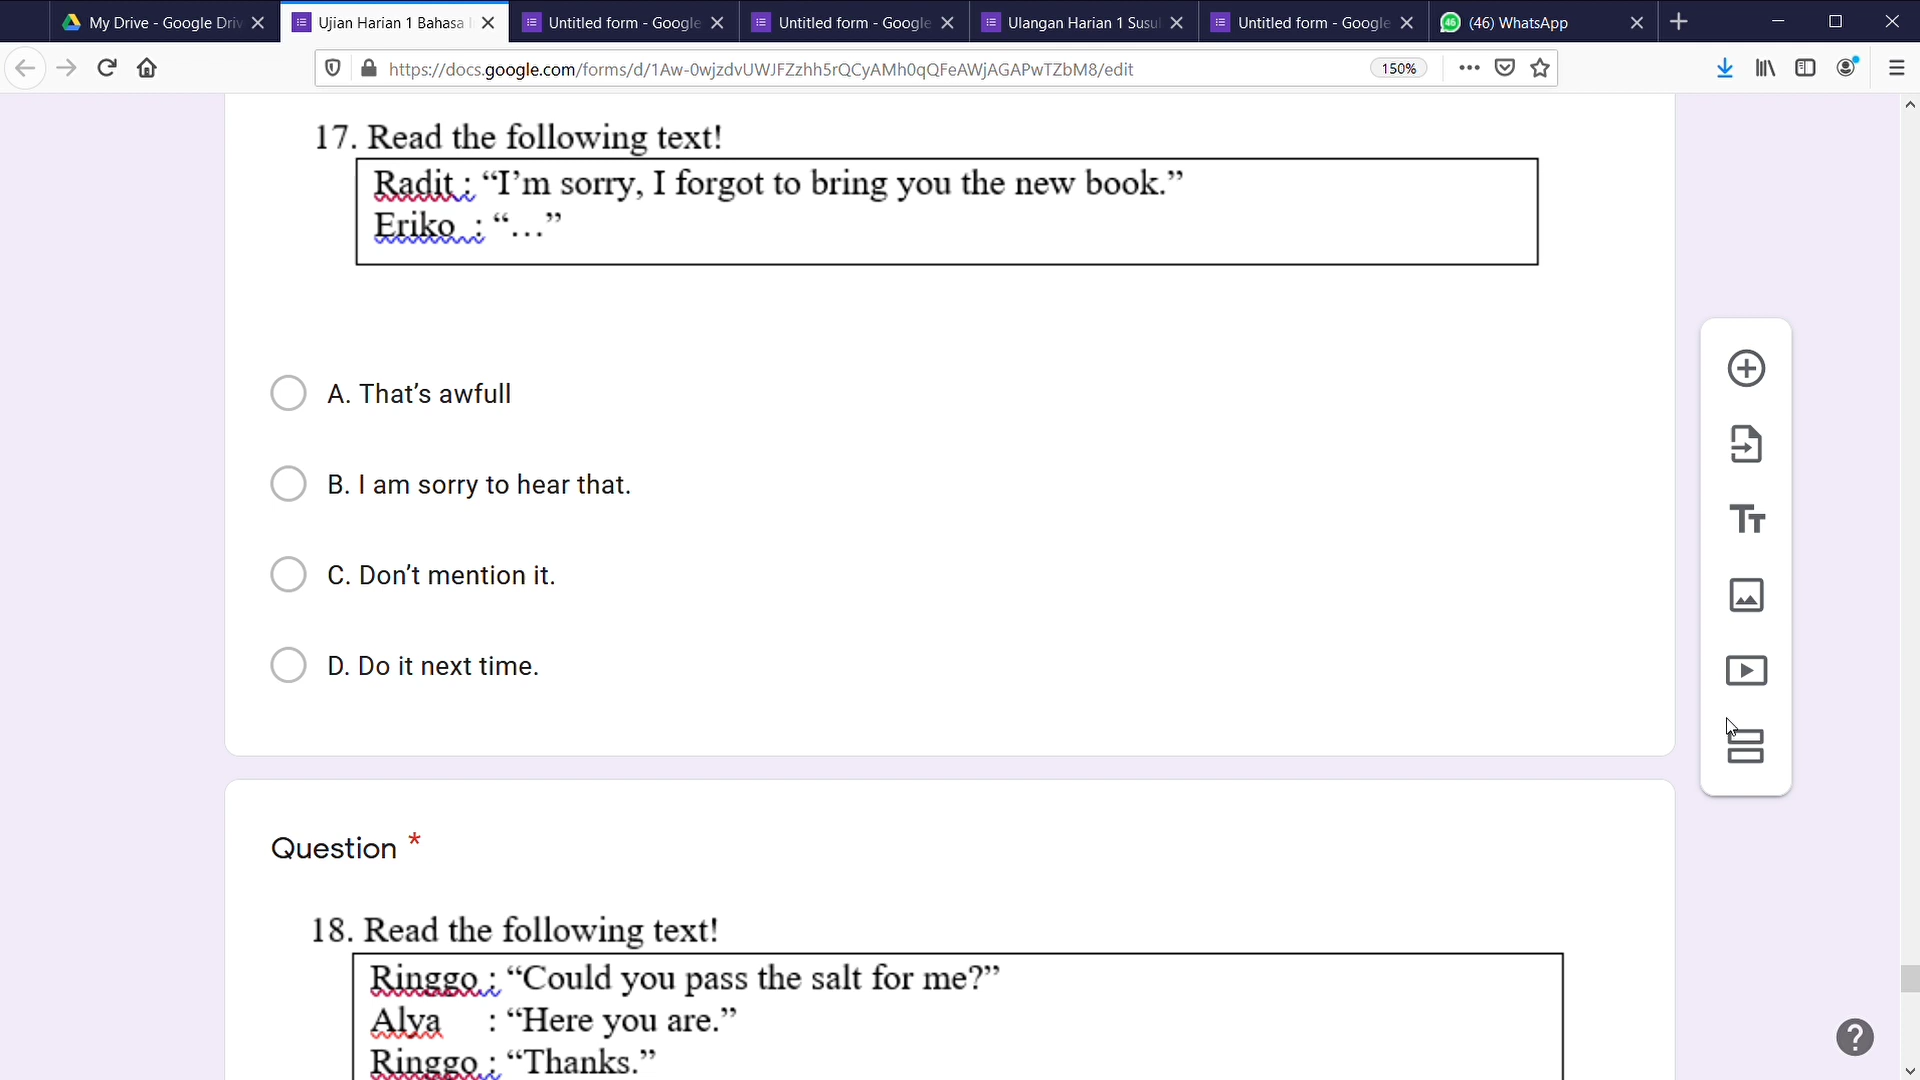 My Drive - Google Driv
Ujian Harian 1 Bahasa I
Untitled form - Google
Untitled form - Google
Ulangan Harian 1 Susul
Untitled form - Google
(46) WhatsApp
https://docs.google.com/forms/d/1Aw-0wjzdvUWJFZzhh5rQCyAMh0qQFeAWjAGAPwTZbM8/edit
150%
17. Read the following text!
Radit : “I’m sorry, I forgot to bring you the new book.”
Eriko : “…”
A. That’s awfull
B. I am sorry to hear that.
C. Don’t mention it.
D. Do it next time.
Question *
18. Read the following text!
Ringgo : “Could you pass the salt for me?”
Alya : “Here you are.”
Ringgo : “Thanks.”